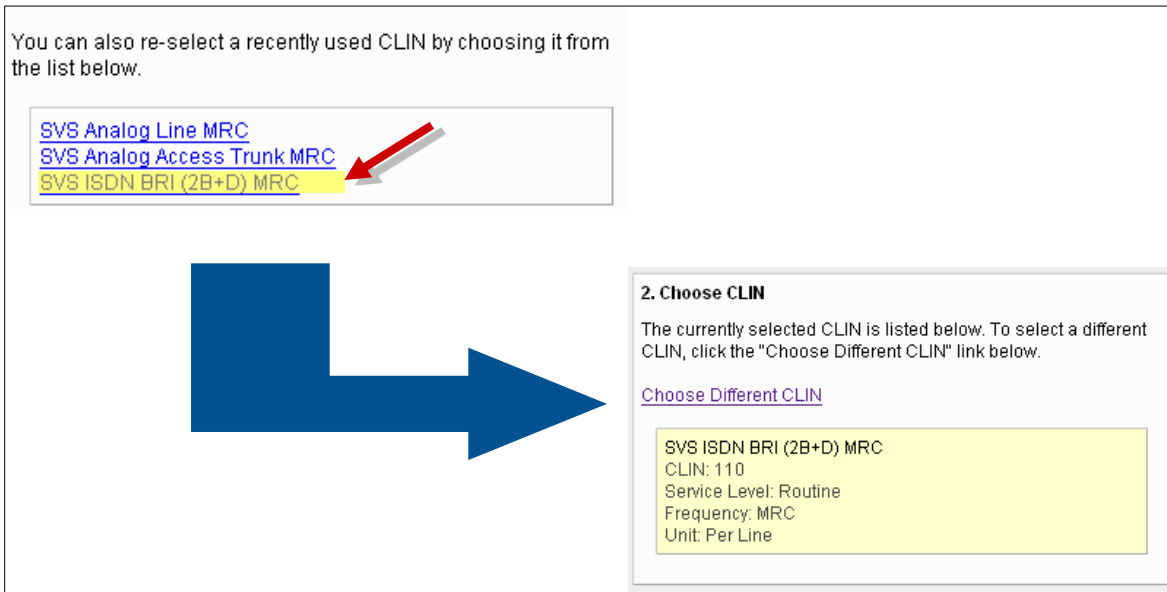 You can also re-select a recently used CLIN by choosing it from
the list below.
SVS Analog Line MRC
SVS Analog Access Trunk MRC
SVS ISDN BRI (2B+D) MRC
2. Choose CLIN
The currently selected CLIN is listed below. To select a different
CLIN, click the "Choose Different CLIN" link below.
Choose Different CLIN
SVS ISDN BRI (2B+D) MRC
CLIN: 110
Service Level: Routine
Frequency: MRC
Unit: Per Line